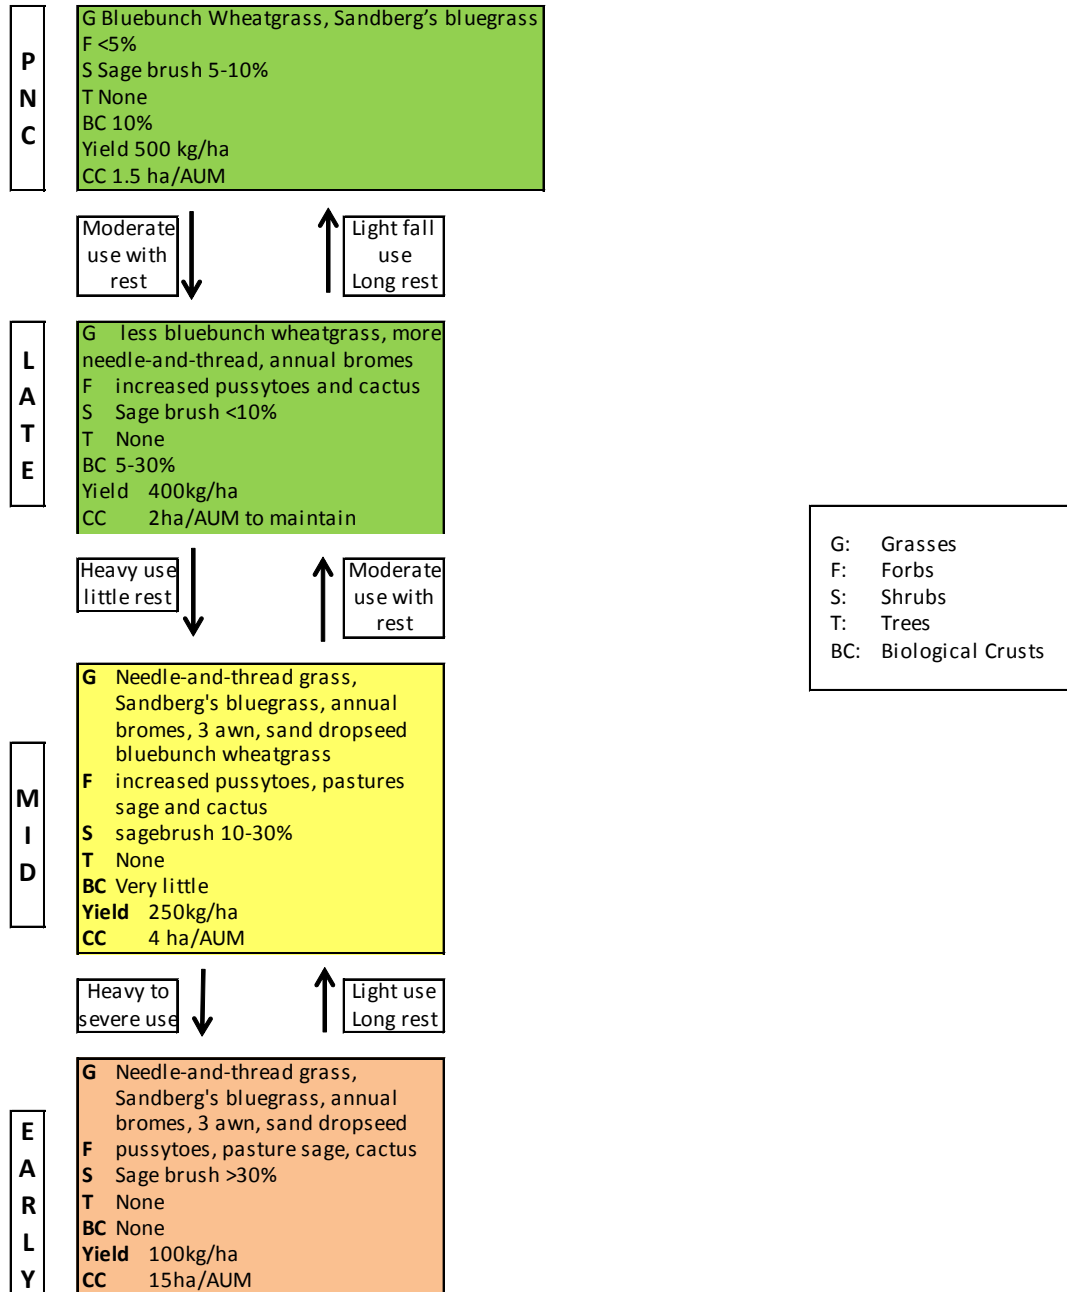 P
N
C
G Bluebunch Wheatgrass, Sandberg’s bluegrass
F <5%
S Sage brush 5-10%
T None
BC 10%
Yield 500 kg/ha
CC 1.5 ha/AUM
Moderate
use with
rest
Light fall
use
Long rest
L
A
T
E
G less bluebunch wheatgrass, more
needle-and-thread, annual bromes
F increased pussytoes and cactus
S Sage brush <10%
T None
BC 5-30%
Yield 400kg/ha
CC 2ha/AUM to maintain
Heavy use
little rest
Moderate
use with
rest
G: Grasses
F: Forbs
S: Shrubs
T: Trees
BC: Biological Crusts
M
I
D
G Needle-and-thread grass,
Sandberg's bluegrass, annual
bromes, 3 awn, sand dropseed
bluebunch wheatgrass
F increased pussytoes, pastures
sage and cactus
S sagebrush 10-30%
T None
BC Very little
Yield 250kg/ha
CC 4 ha/AUM
Heavy to
severe use
Light use
Long rest
E
A
R
L
Y
G Needle-and-thread grass,
Sandberg's bluegrass, annual
bromes, 3 awn, sand dropseed
F pussytoes, pasture sage, cactus
S Sage brush >30%
T None
BC None
Yield 100kg/ha
CC 15ha/AUM